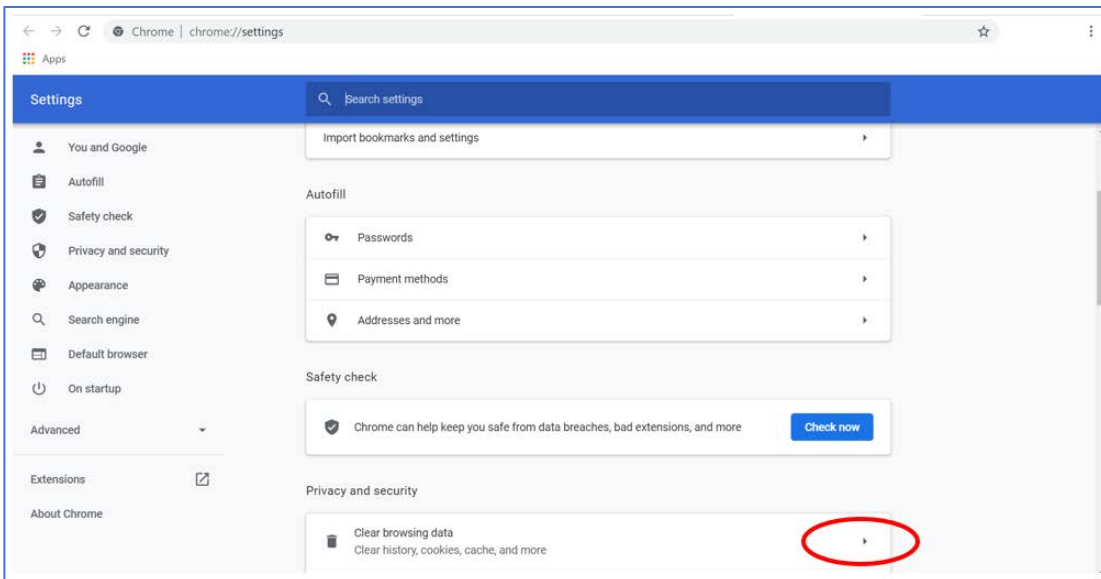 Chrome | chrome://settings
Apps
Settings
Search settings
You and Google
Autofill
Safety check
Privacy and security
Appearance
Search engine
Default browser
On startup
Advanced
Extensions
About Chrome
Import bookmarks and settings
Autofill
Passwords
Payment methods
Addresses and more
Safety check
Chrome can help keep you safe from data breaches, bad extensions, and more
Check now
Privacy and security
Clear browsing data
Clear history, cookies, cache, and more